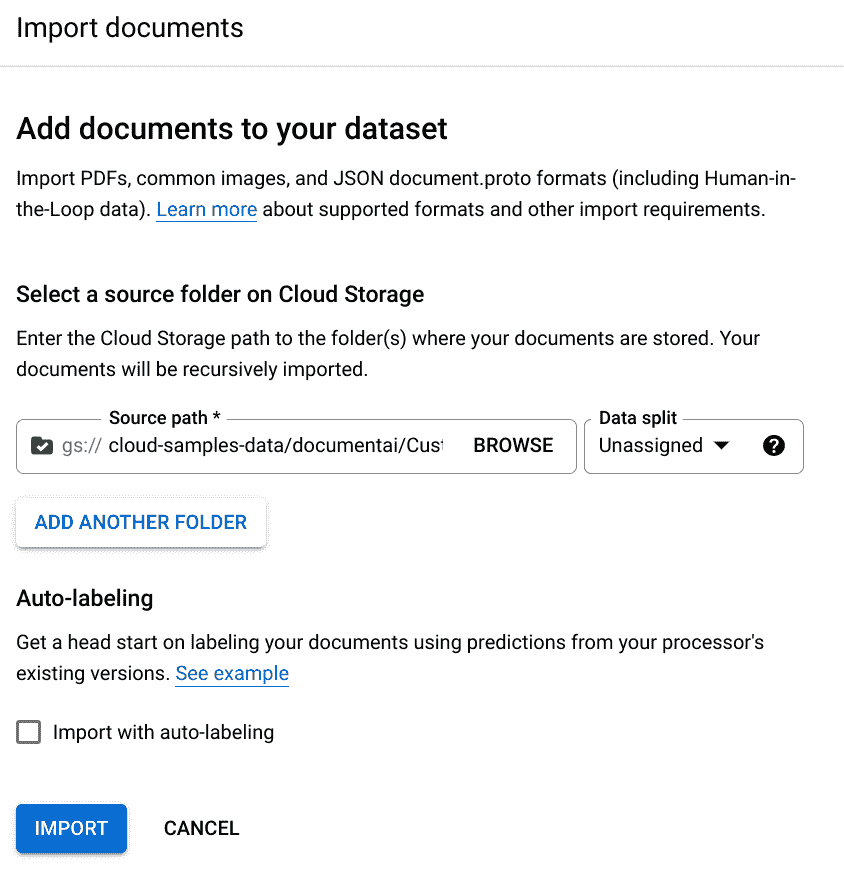 Import documents
Add documents to your dataset
Import PDFs, common images, and JSON document.proto formats (including Human-in-
the-Loop data). Learn more about supported formats and other import requirements.
Select a source folder on Cloud Storage
Enter the Cloud Storage path to the folder(s) where your documents are stored. Your
documents will be recursively imported.
Source path * Data split
gs:// cloud-samples-data/documentai/Cust BROWSE Unassigned ?
ADD ANOTHER FOLDER
Auto-labeling
Get a head start on labeling your documents using predictions from your processor's
existing versions. See example
Import with auto-labeling
IMPORT CANCEL